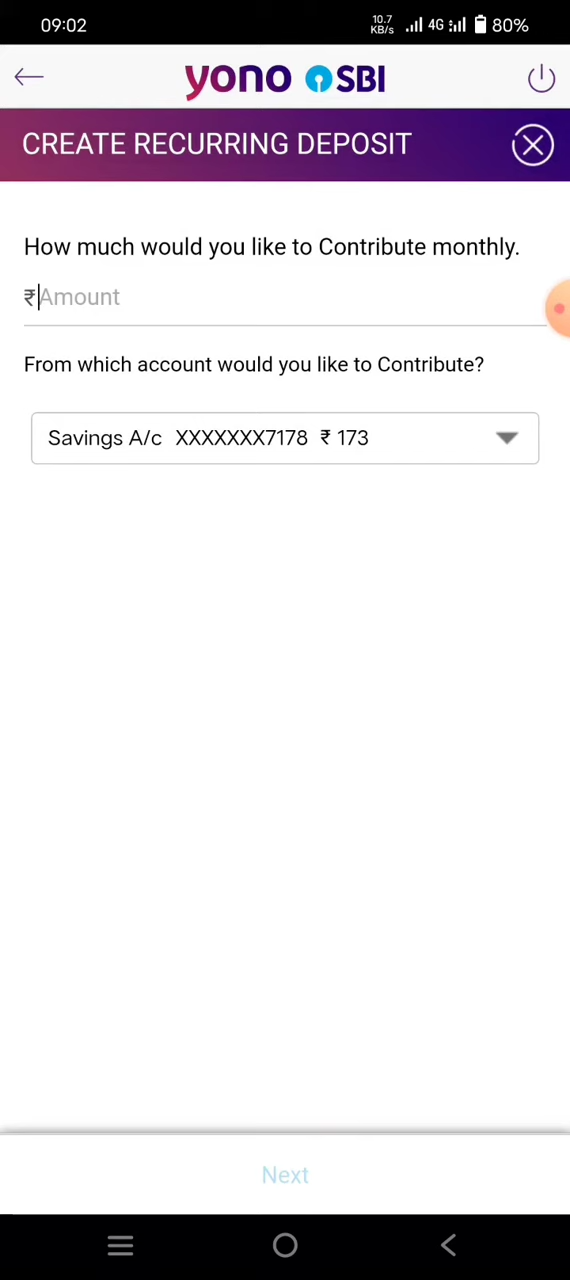 09:02
10.7 KB/s 4G 80%
yono SBI
CREATE RECURRING DEPOSIT
How much would you like to Contribute monthly.
₹Amount
From which account would you like to Contribute?
Savings A/c XXXXXXX7178 ₹ 173
Next